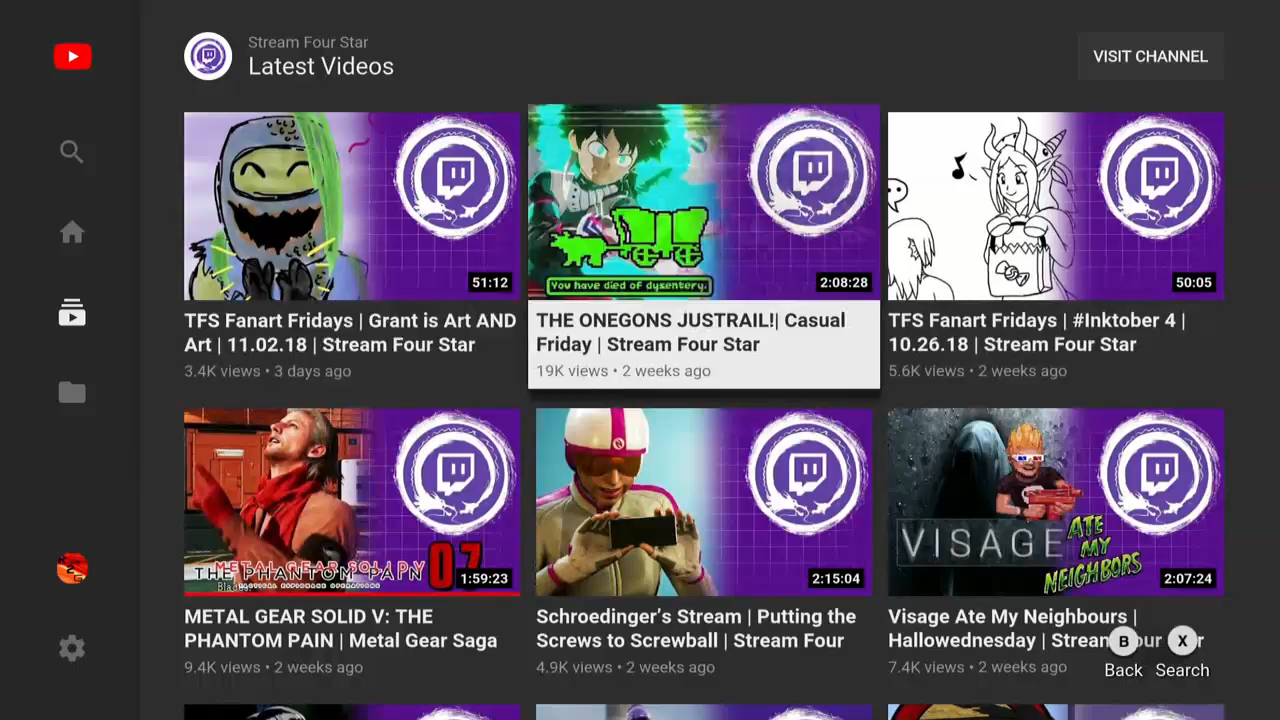 Stream Four Star
Latest Videos
VISIT CHANNEL
51:12
You have died of dysentery.
2:08:28
50:05
TFS Fanart Fridays | Grant is Art AND
Art | 11.02.18 | Stream Four Star
3.4K views • 3 days ago
THE ONEGONS JUSTRAIL!| Casual
Friday | Stream Four Star
19K views • 2 weeks ago
TFS Fanart Fridays | #Inktober 4 |
10.26.18 | Stream Four Star
5.6K views • 2 weeks ago
THE PHANTOM PAIN
07
1:59:23
2:15:04
VISAGE
ATE
MY
NEIGHBORS
2:07:24
METAL GEAR SOLID V: THE
PHANTOM PAIN | Metal Gear Saga
9.4K views • 2 weeks ago
Schroedinger's Stream | Putting the
Screws to Screwball | Stream Four
4.9K views • 2 weeks ago
Visage Ate My Neighbours |
Hallowednesday | Stream Four
7.4K views • 2 weeks ago
B
X
Back
Search